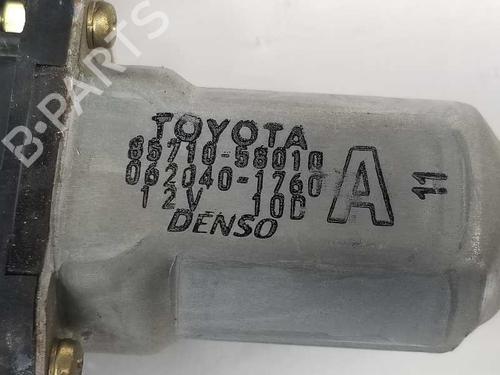 TOYOTA
85710-58010
062040-1760
12V 10D
DENSO
A
11
B-PARTS